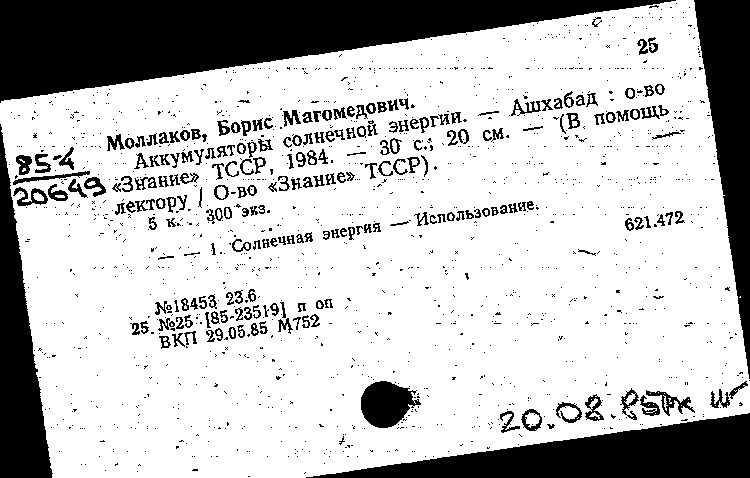 25
Моллаков, Борис Магомедович.
Аккумуляторы солнечной энергии. — Ашхабад : о-во
«Знание» ТССР, 1984. — 30 с.; 20 см. — (В помощь
лектору / О-во «Знание» ТССР).
5 к. 300 экз.
85-4
20649
— — 1. Солнечная энергия — Использование.
621.472
№18453 23.6
25 №25 [85-23519] п оп
ВКП 29.05.85 М752
20.08.85